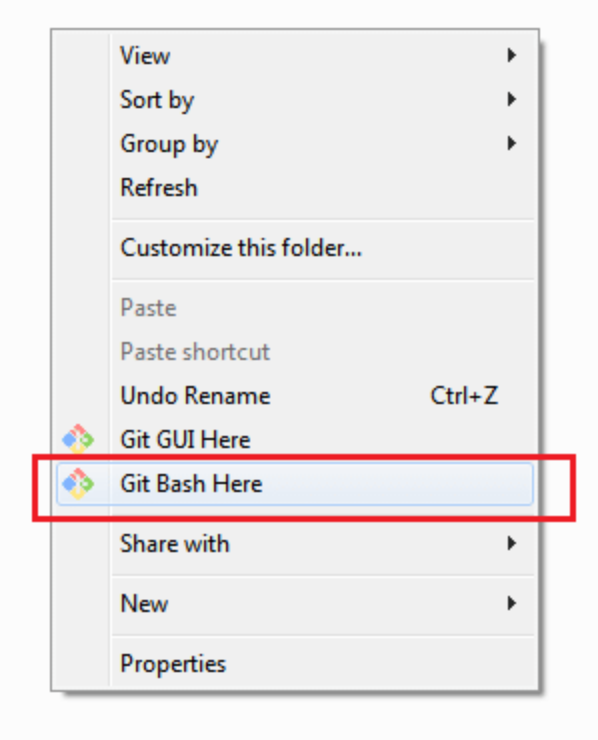 View
Sort by
Group by
Refresh
Customize this folder...
Paste
Paste shortcut
Undo Rename Ctrl+Z
Git GUI Here
Git Bash Here
Share with
New
Properties